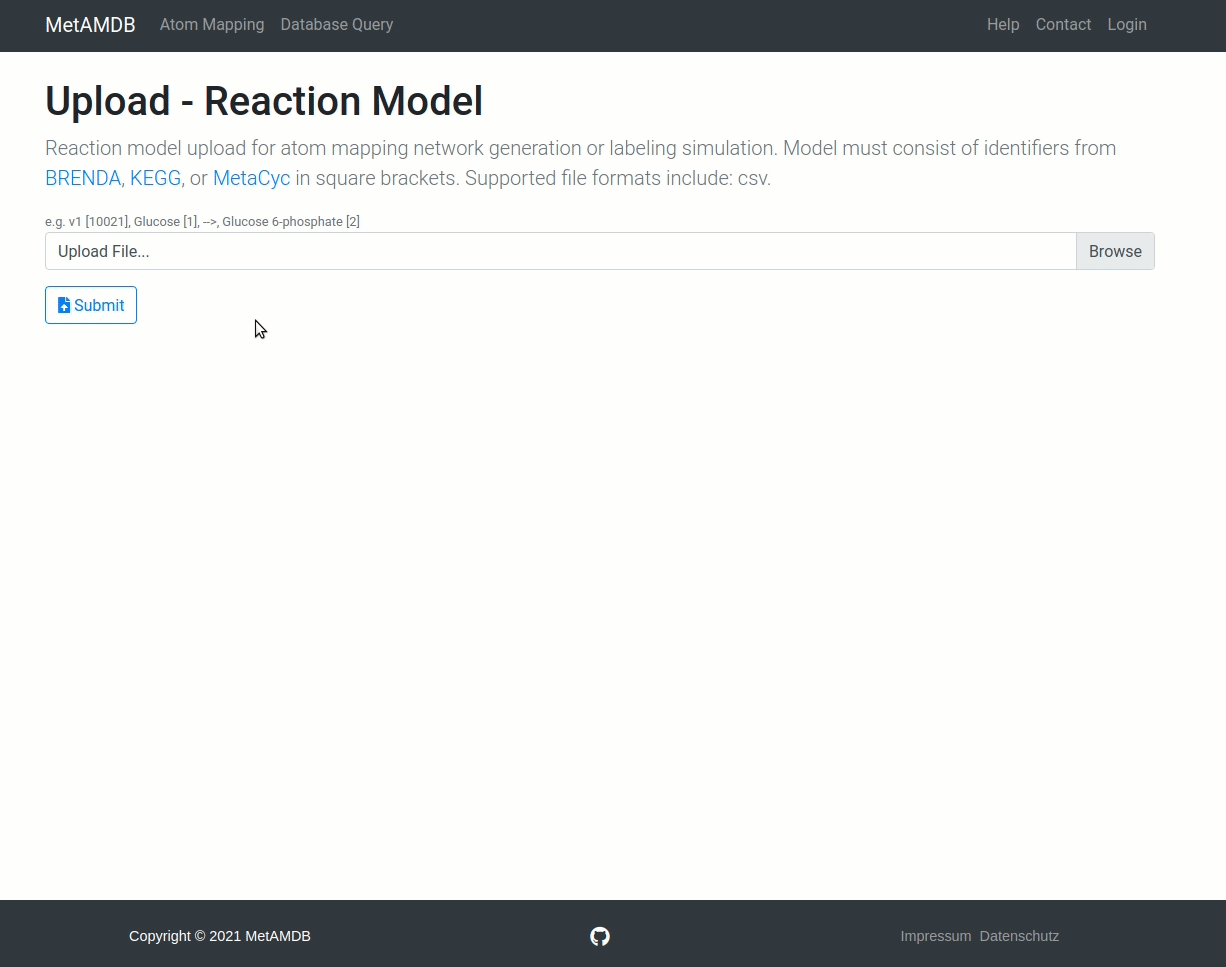 MetAMDB Atom Mapping Database Query Help Contact Login
Upload - Reaction Model
Reaction model upload for atom mapping network generation or labeling simulation. Model must consist of identifiers from
BRENDA, KEGG, or MetaCyc in square brackets. Supported file formats include: csv.
e.g. v1 [10021], Glucose [1], -->, Glucose 6-phosphate [2]
Upload File... Browse
Submit
Copyright © 2021 MetAMDB Impressum Datenschutz